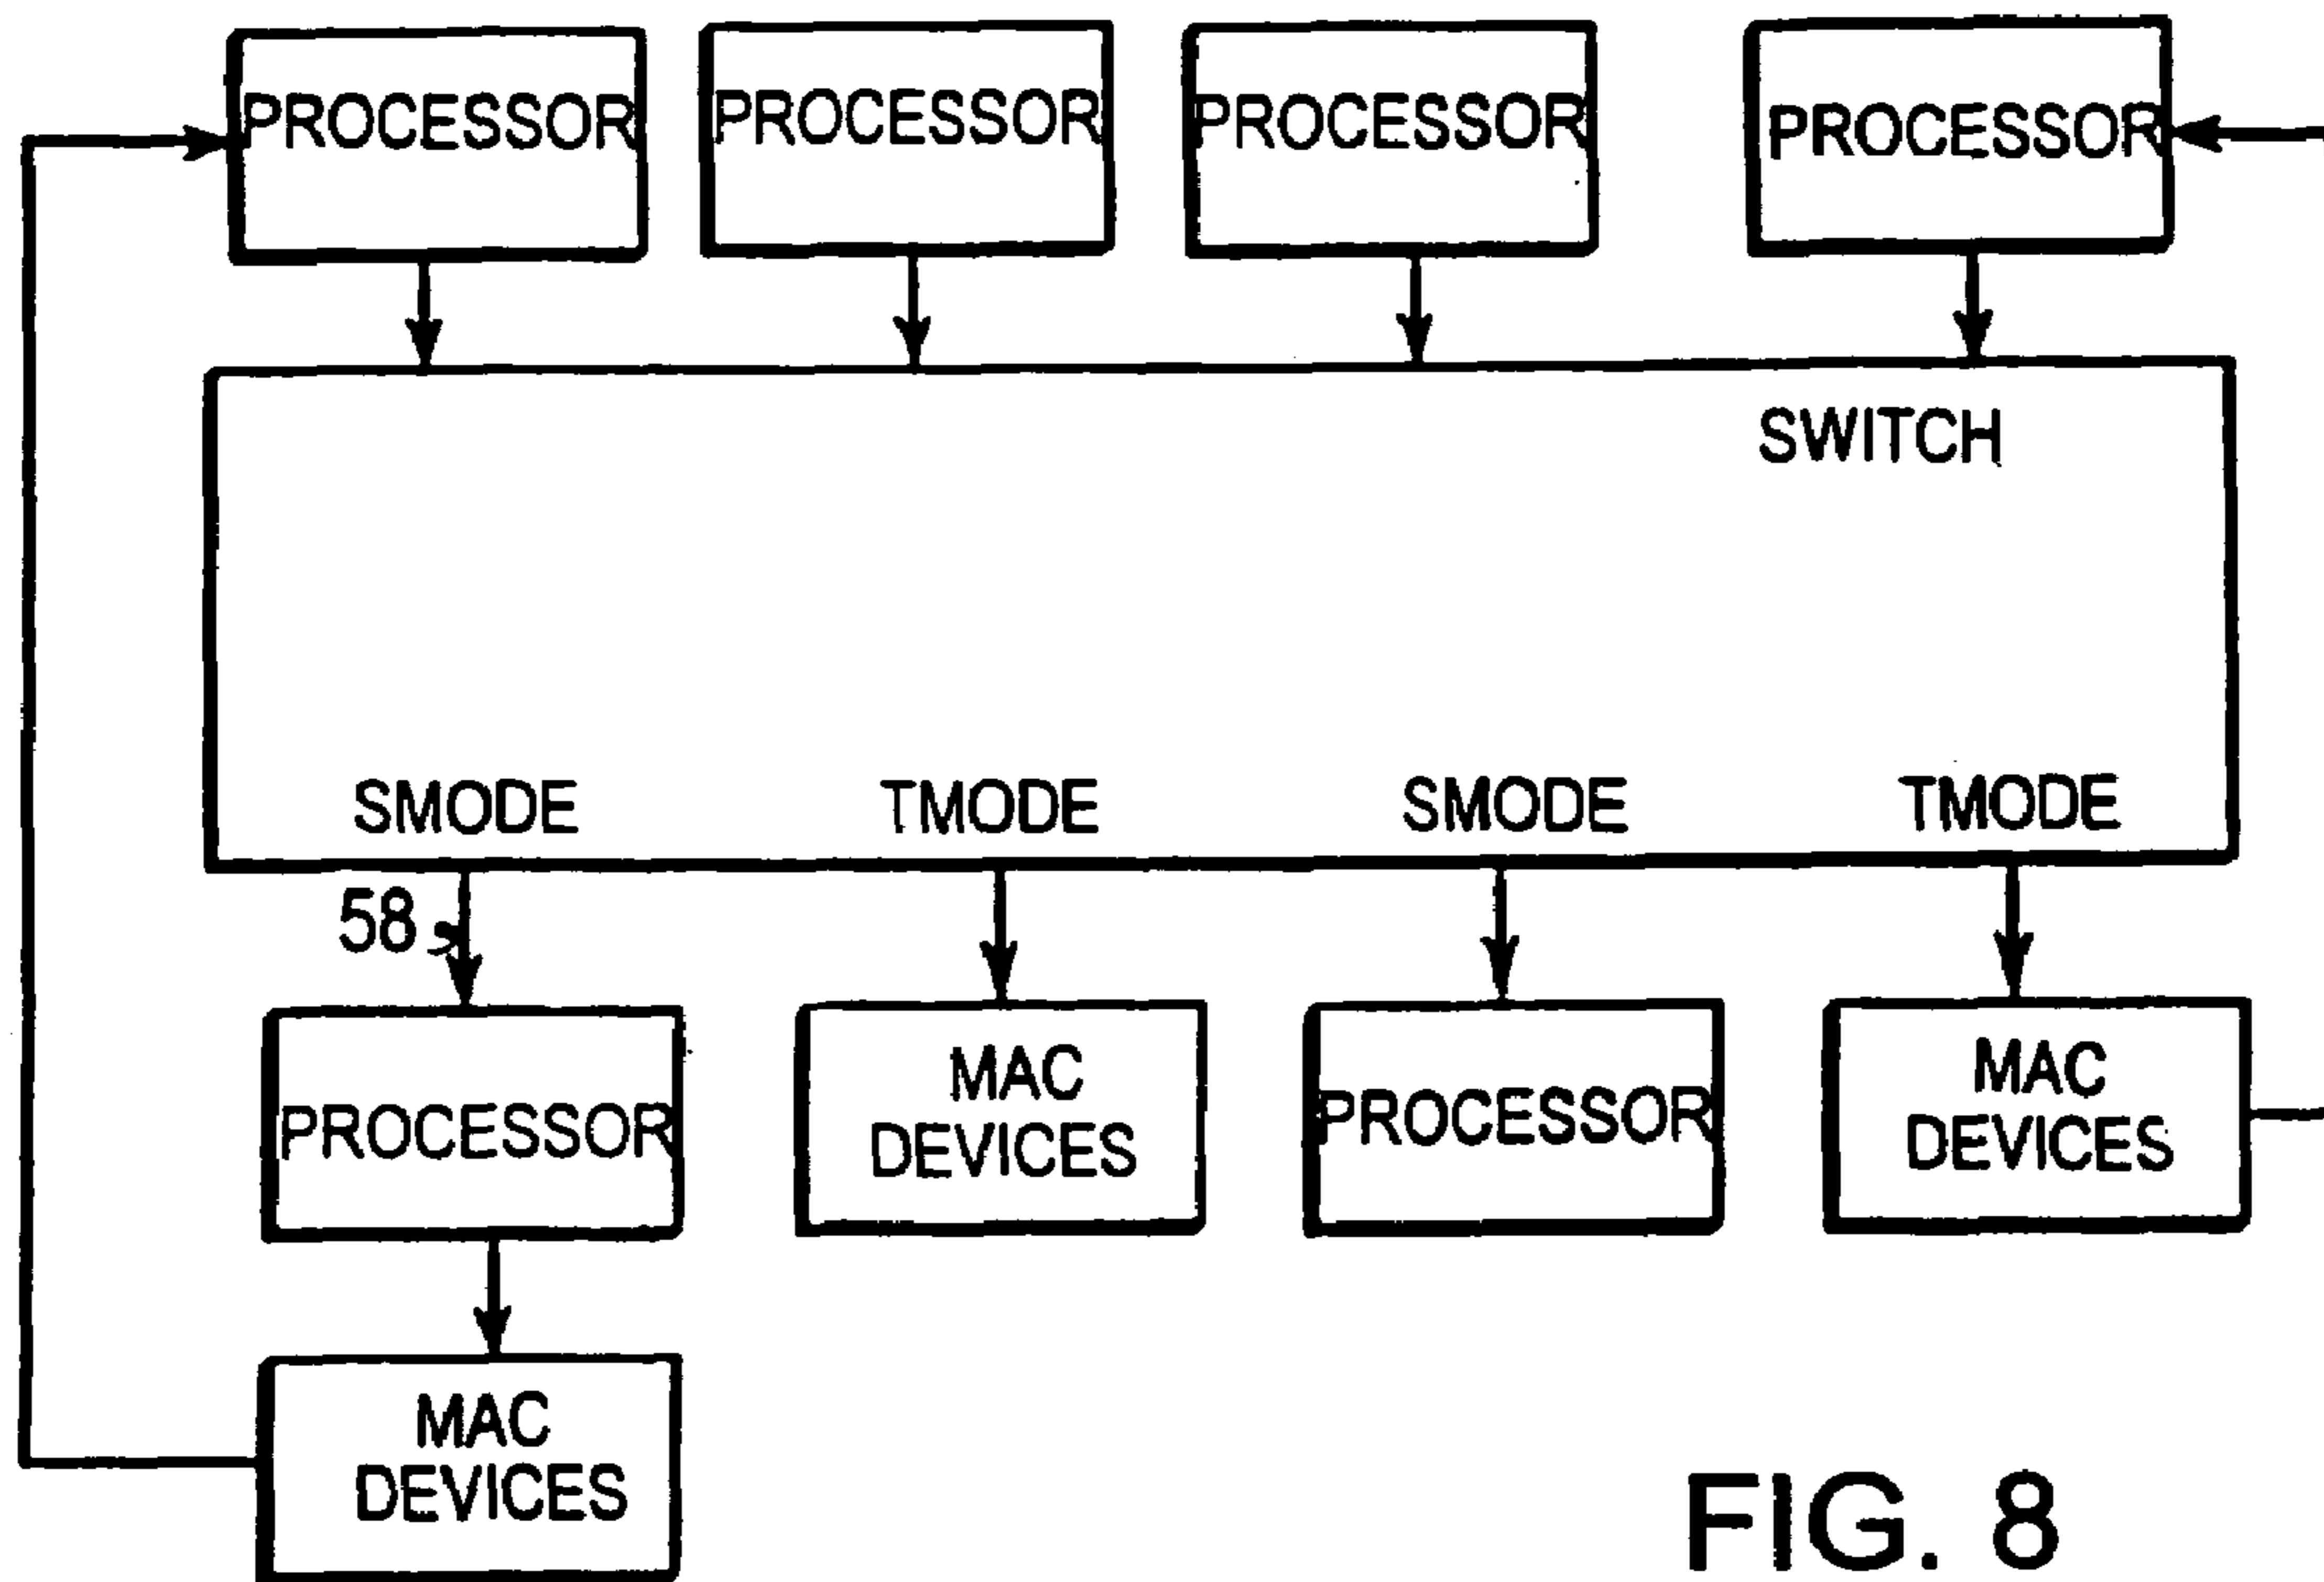 PROCESSOR PROCESSOR PROCESSOR PROCESSOR
SWITCH
SMODE TMODE SMODE TMODE
58
PROCESSOR
MAC
DEVICES
PROCESSOR
MAC
DEVICES
MAC
DEVICES
FIG. 8